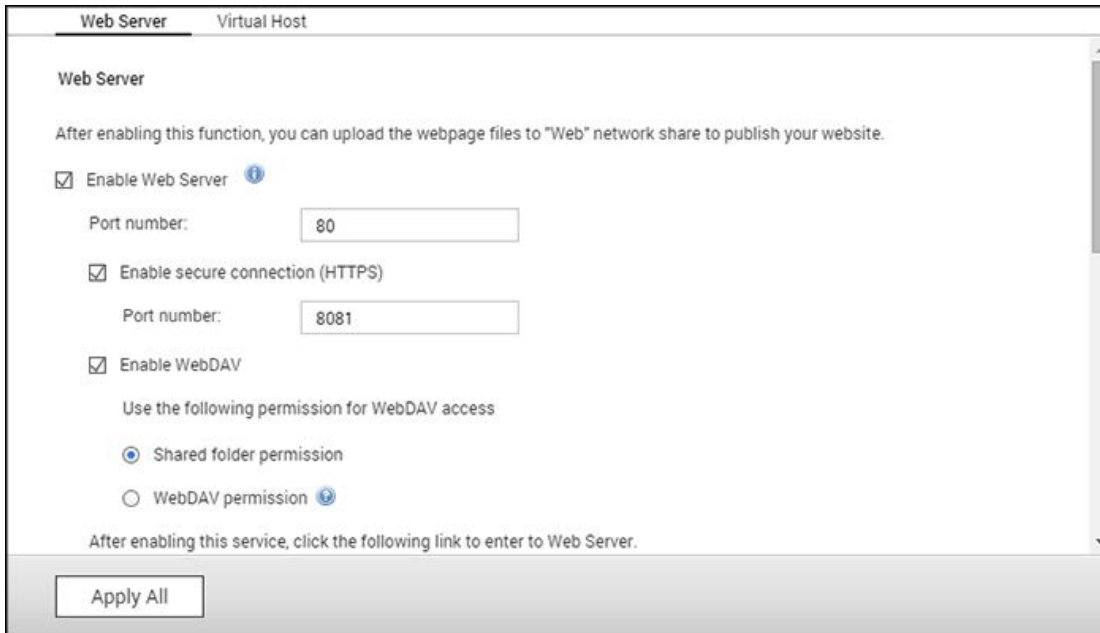 Web Server Virtual Host
Web Server
After enabling this function, you can upload the webpage files to "Web" network share to publish your website.
Enable Web Server
Port number: 80
Enable secure connection (HTTPS)
Port number: 8081
Enable WebDAV
Use the following permission for WebDAV access
Shared folder permission
WebDAV permission
After enabling this service, click the following link to enter to Web Server.
Apply All